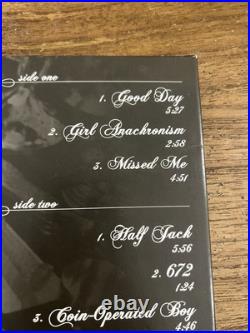 side one
1. Good Day
5:27
2. Girl Anachronism
2:58
3. Missed Me
4:51
side two
1. Half Jack
5:56
2. 672
1:24
3. Coin-Operated Boy
4:46